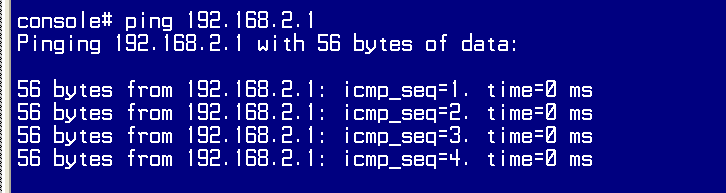 console# ping 192.168.2.1
Pinging 192.168.2.1 with 56 bytes of data:
56 bytes from 192.168.2.1: icmp_seq=1. time=0 ms
56 bytes from 192.168.2.1: icmp_seq=2. time=0 ms
56 bytes from 192.168.2.1: icmp_seq=3. time=0 ms
56 bytes from 192.168.2.1: icmp_seq=4. time=0 ms